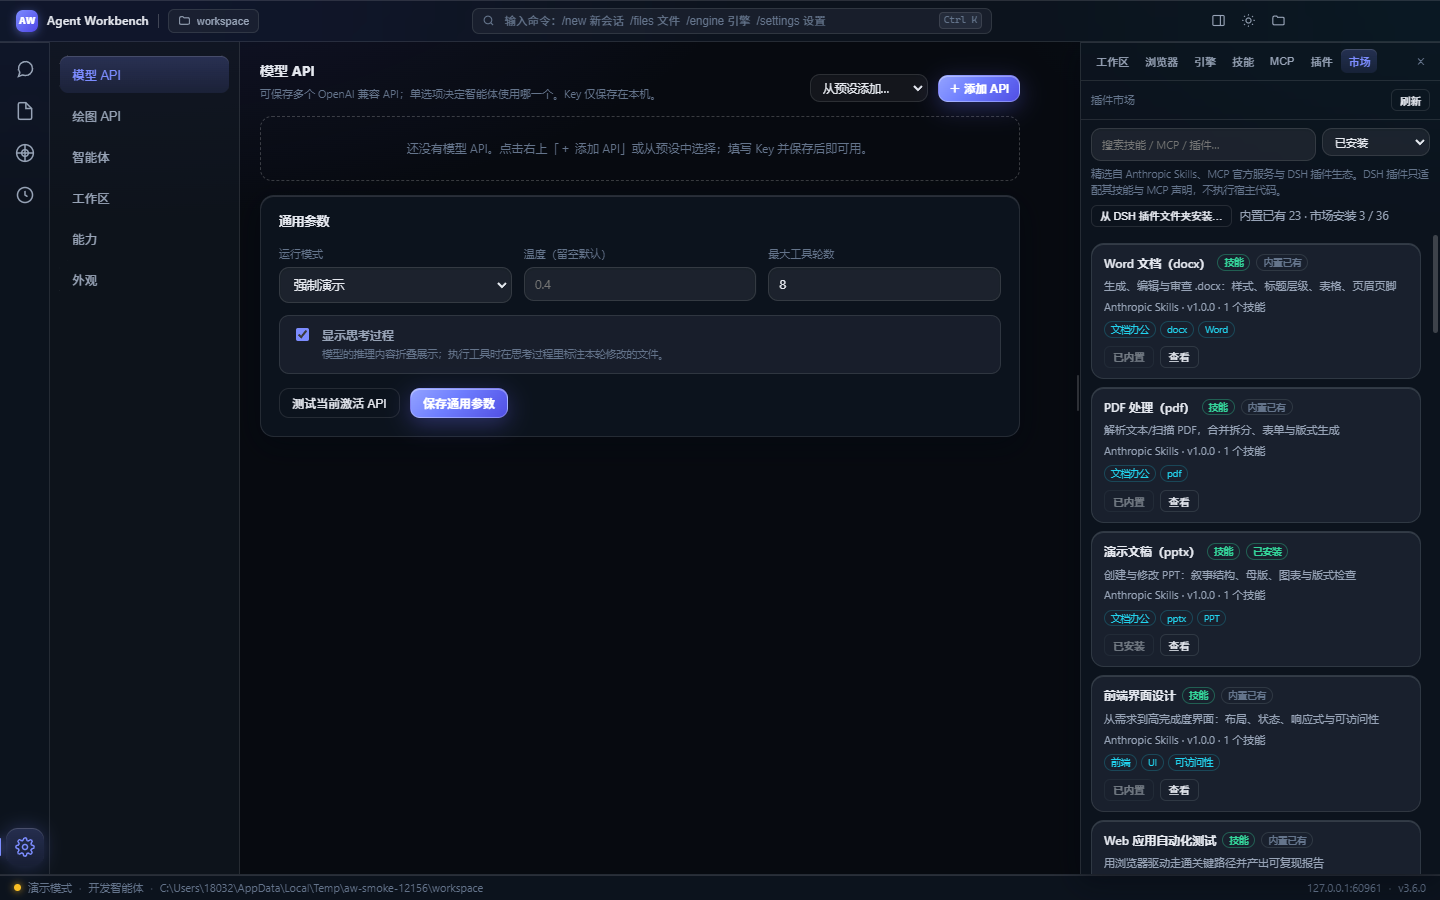 AW Agent Workbench
workspace
输入命令：/new 新会话 /files 文件 /engine 引擎 /settings 设置
Ctrl K
模型 API
绘图 API
智能体
工作区
能力
外观
模型 API
可保存多个 OpenAI 兼容 API；单选项决定智能体使用哪一个。Key 仅保存在本机。
从预设添加...
+ 添加 API
还没有模型 API。点击右上「＋ 添加 API」或从预设中选择；填写 Key 并保存后即可用。
通用参数
运行模式
温度（留空默认）
最大工具轮数
强制演示
0.4
8
显示思考过程
模型的推理内容折叠展示；执行工具时在思考过程里标注本轮修改的文件。
测试当前激活 API
保存通用参数
工作区 浏览器 引擎 技能 MCP 插件 市场 ×
插件市场
刷新
搜索技能 / MCP / 插件...
已安装
精选自 Anthropic Skills、MCP 官方服务与 DSH 插件生态。DSH 插件只适
配其技能与 MCP 声明，不执行宿主代码。
从 DSH 插件文件夹安装...
内置已有 23 · 市场安装 3 / 36
Word 文档（docx） 技能 内置已有
生成、编辑与审查 .docx：样式、标题层级、表格、页眉页脚
Anthropic Skills · v1.0.0 · 1 个技能
文档办公 docx Word
已内置 查看
PDF 处理（pdf） 技能 内置已有
解析文本/扫描 PDF，合并拆分、表单与版式生成
Anthropic Skills · v1.0.0 · 1 个技能
文档办公 pdf
已内置 查看
演示文稿（pptx） 技能 已安装
创建与修改 PPT：叙事结构、母版、图表与版式检查
Anthropic Skills · v1.0.0 · 1 个技能
文档办公 pptx PPT
已安装 查看
前端界面设计 技能 内置已有
从需求到高完成度界面：布局、状态、响应式与可访问性
Anthropic Skills · v1.0.0 · 1 个技能
前端 UI 可访问性
已内置 查看
Web 应用自动化测试 技能 内置已有
用浏览器驱动走通关键路径并产出可复现报告
演示模式 · 开发智能体 · C:\Users\18032\AppData\Local\Temp\aw-smoke-12156\workspace
127.0.0.1:60961 · v3.6.0